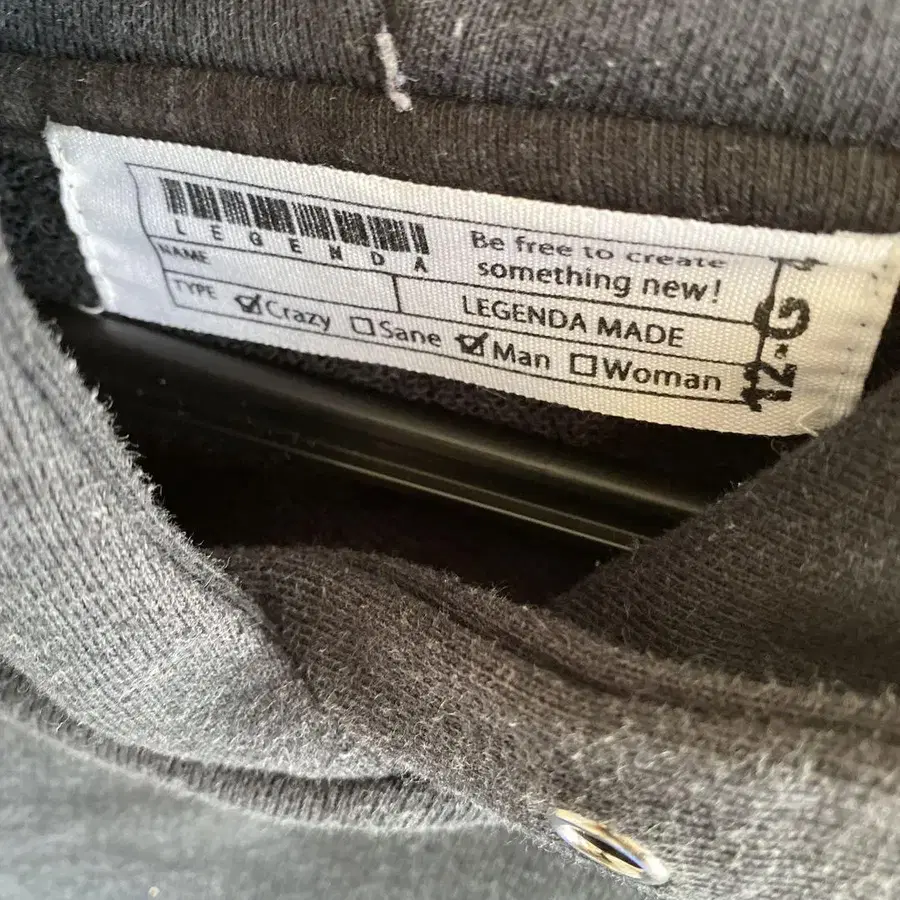 LEGENDA
Be free to create
something new!
NAME
LEGENDA MADE
TYPE ☑Crazy ☐Sane ☑Man ☐Woman
12-G